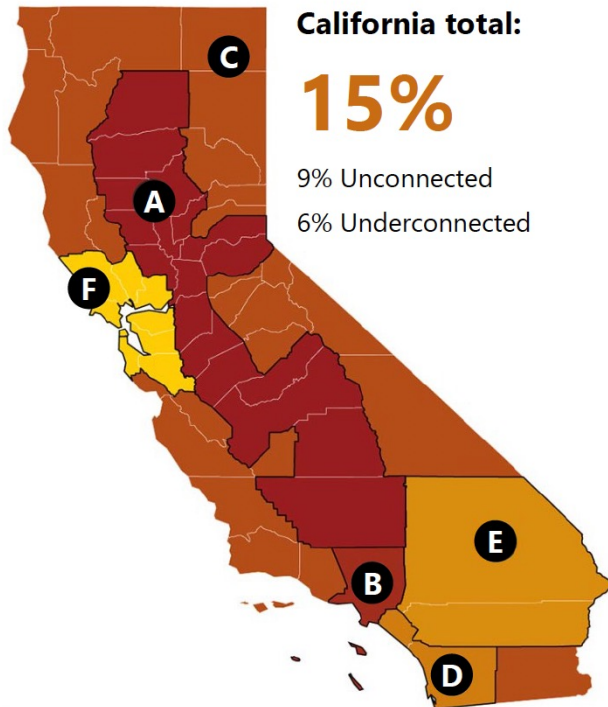 California total:
15%
9% Unconnected
6% Underconnected
C
A
F
E
B
D